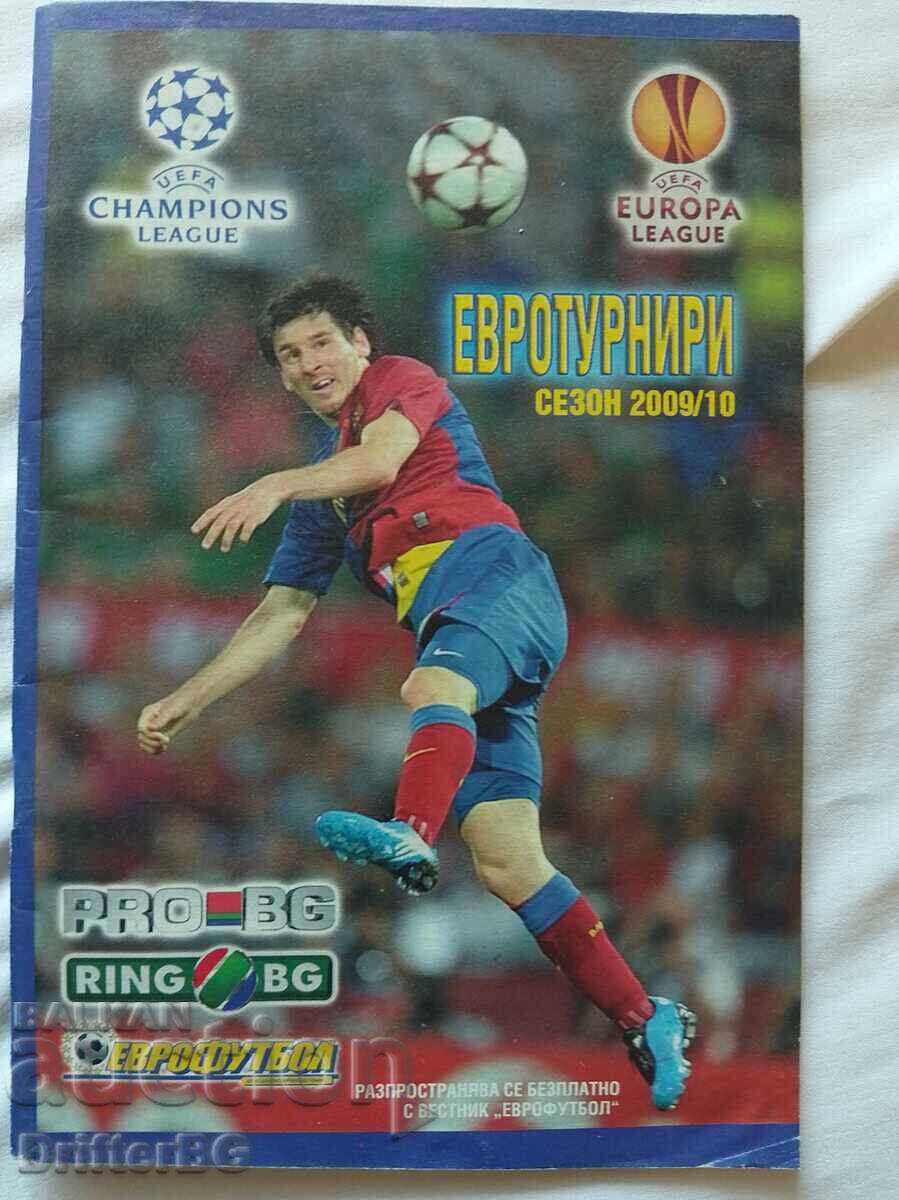 UEFA
CHAMPIONS
LEAGUE
UEFA
EUROPA
LEAGUE
ЕВРОТУРНИРИ
СЕЗОН 2009/10
PRO BG
RING BG
BALKAN
auction
ЕВРОФУТБОЛ
РАЗПРОСТРАНЯВА СЕ БЕЗПЛАТНО
С ВЕСТНИК „ЕВРОФУТБОЛ“
DrifterBG